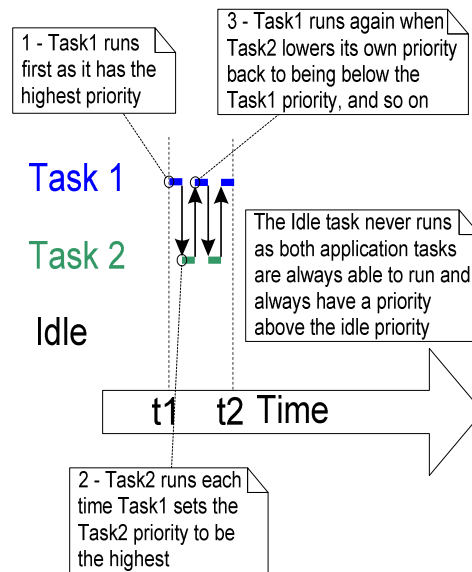 1 - Task1 runs
first as it has the
highest priority
3 - Task1 runs again when
Task2 lowers its own priority
back to being below the
Task1 priority, and so on
Task 1
Task 2
Idle
The Idle task never runs
as both application tasks
are always able to run and
always have a priority
above the idle priority
t1 t2 Time
2 - Task2 runs each
time Task1 sets the
Task2 priority to be
the highest